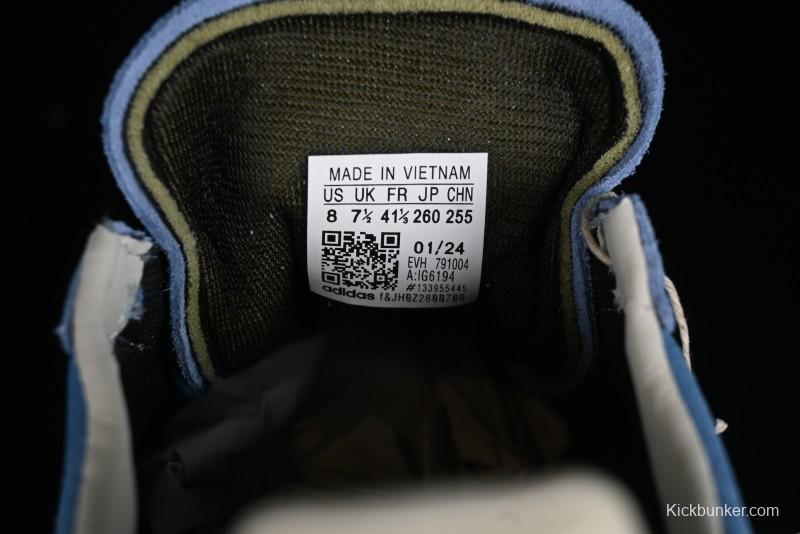 MADE IN VIETNAM
US UK FR JP CHN
8 7½ 41⅓ 260 255
01/24
EVH 791004
A:IG6194
#133955445
adidas f&JH0Z2800700
Kickbunker.com